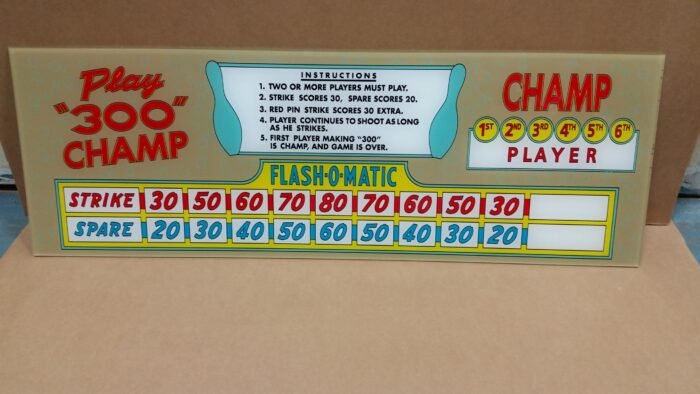 Play
"300"
CHAMP
INSTRUCTIONS
1. TWO OR MORE PLAYERS MUST PLAY.
2. STRIKE SCORES 30, SPARE SCORES 20.
3. RED PIN STRIKE SCORES 30 EXTRA.
4. PLAYER CONTINUES TO SHOOT AS LONG
AS HE STRIKES.
5. FIRST PLAYER MAKING "300"
IS CHAMP, AND GAME IS OVER.
CHAMP
1ST 2ND 3RD 4TH 5TH 6TH
PLAYER
FLASH-O-MATIC
STRIKE 30 50 60 70 80 70 60 50 30
SPARE 20 30 40 50 60 50 40 30 20